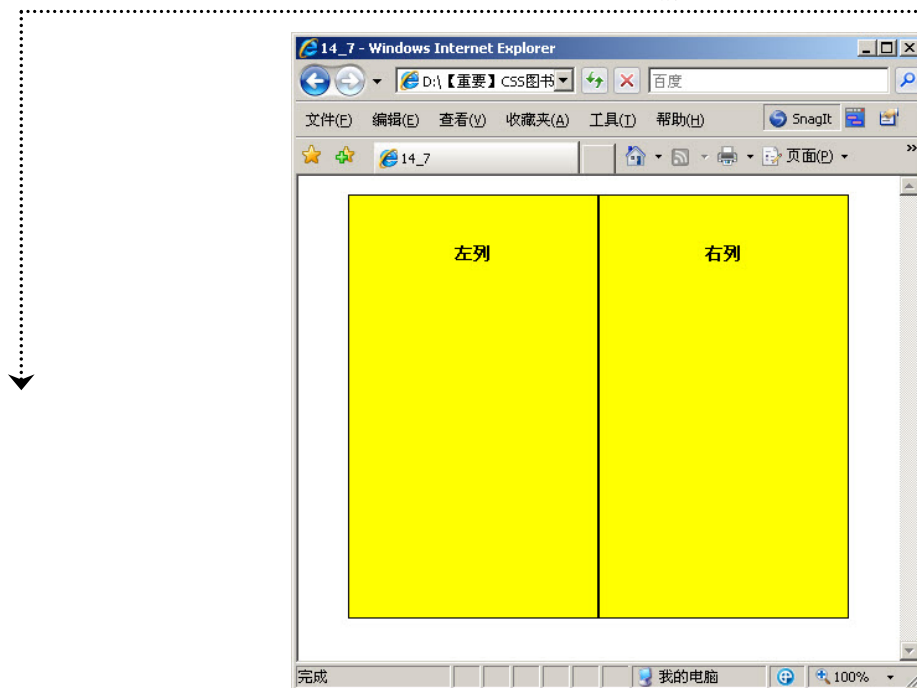 14_7 - Windows Internet Explorer
D:\【重要】CSS图书
百度
文件(F) 编辑(E) 查看(V) 收藏夹(A) 工具(T) 帮助(H) SnagIt
14_7 页面(P) »
左列 右列
完成 我的电脑 100%